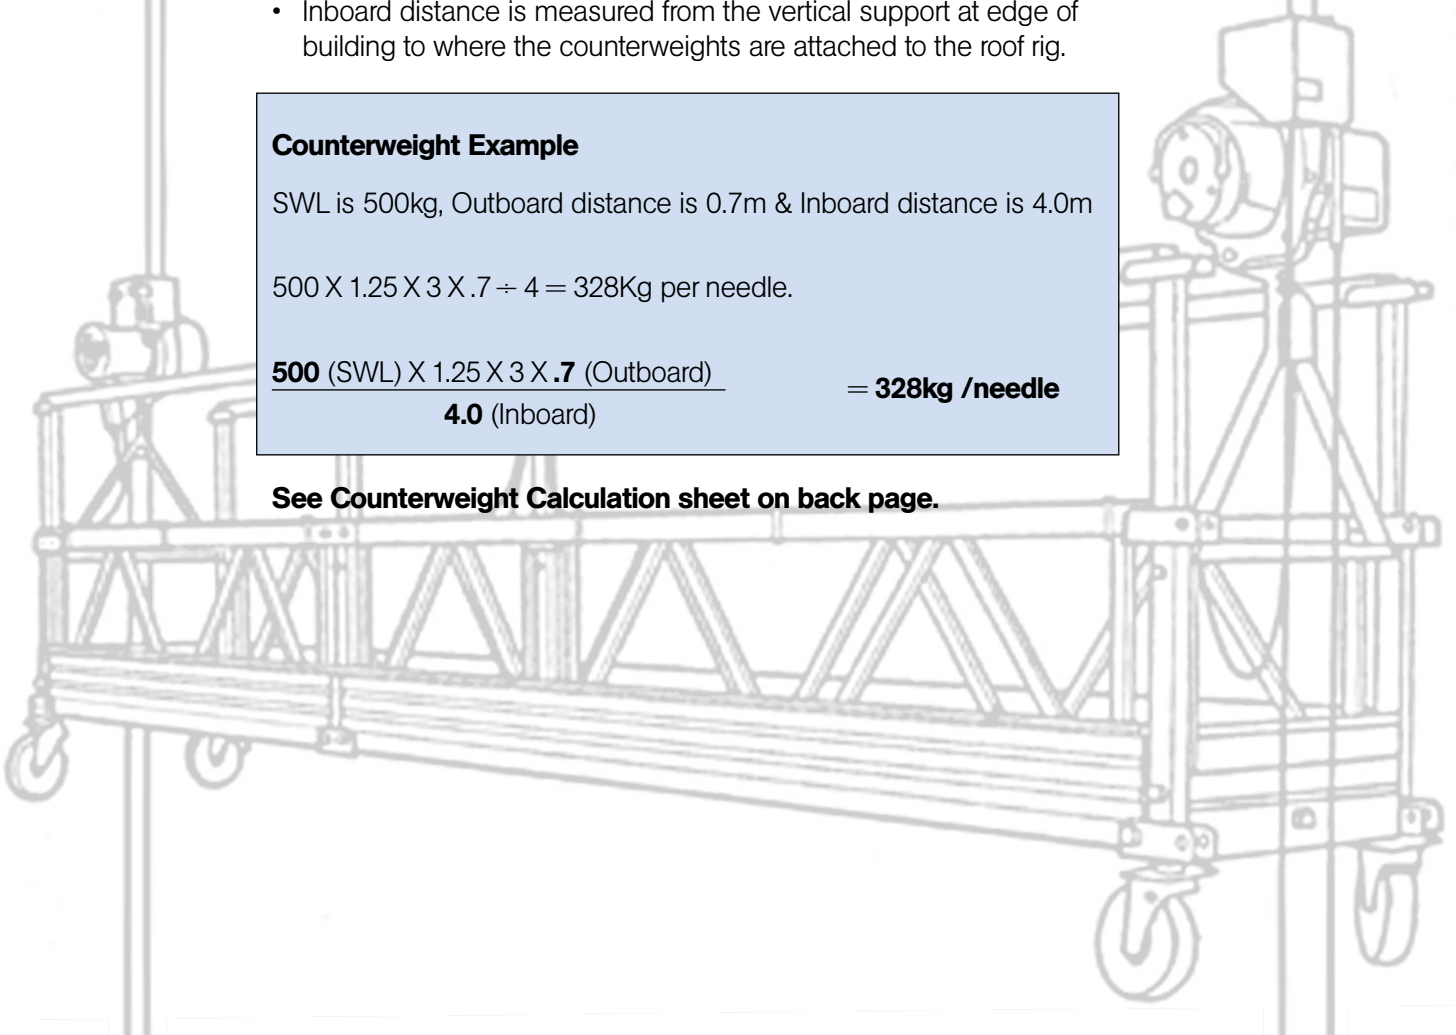 • Inboard distance is measured from the vertical support at edge of
building to where the counterweights are attached to the roof rig.
Counterweight Example
SWL is 500kg, Outboard distance is 0.7m & Inboard distance is 4.0m
500 X 1.25 X 3 X .7 ÷ 4 = 328Kg per needle.
500 (SWL) X 1.25 X 3 X .7 (Outboard)
= 328kg /needle
4.0 (Inboard)
See Counterweight Calculation sheet on back page.